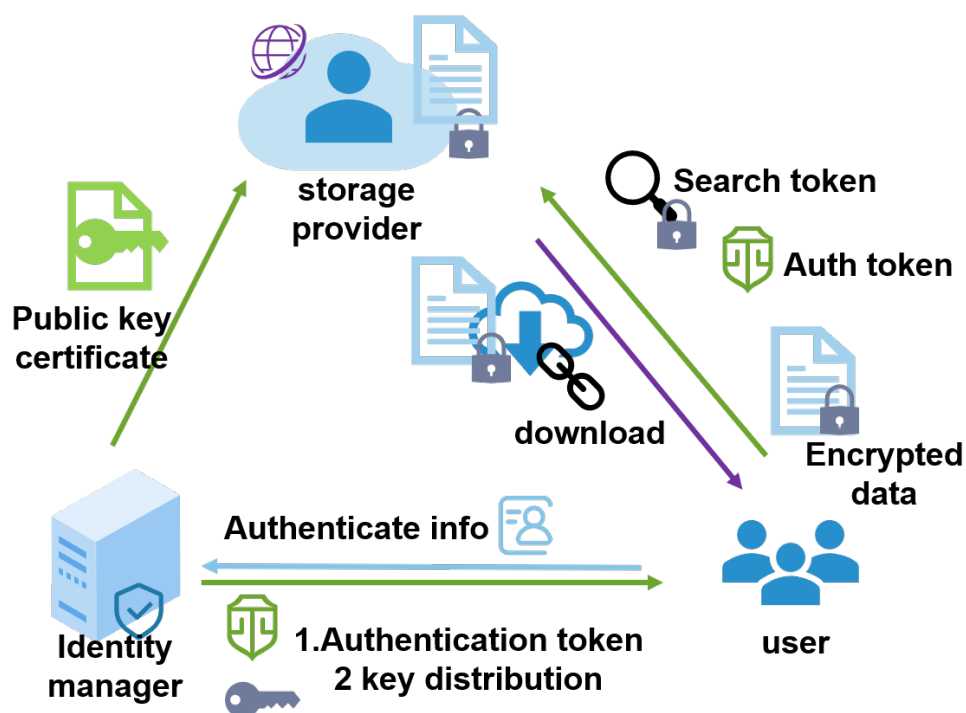 storage
provider
Search token
Auth token
Public key
certificate
download
Encrypted
data
Authenticate info
Identity
manager
1.Authentication token
2 key distribution
user